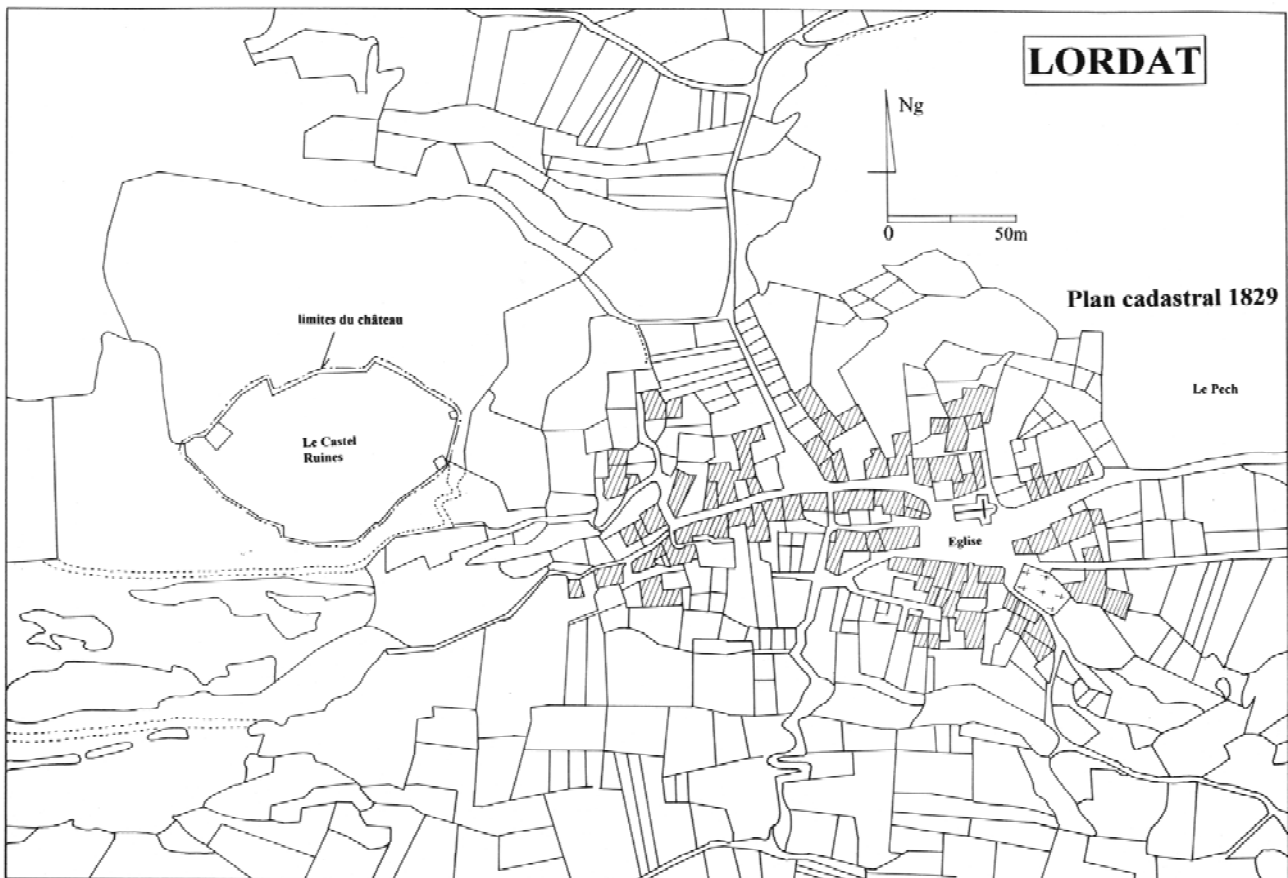 LORDAT
Ng
0 50m
Plan cadastral 1829
limites du château
Le Pech
Le Castel
Ruines
Eglise